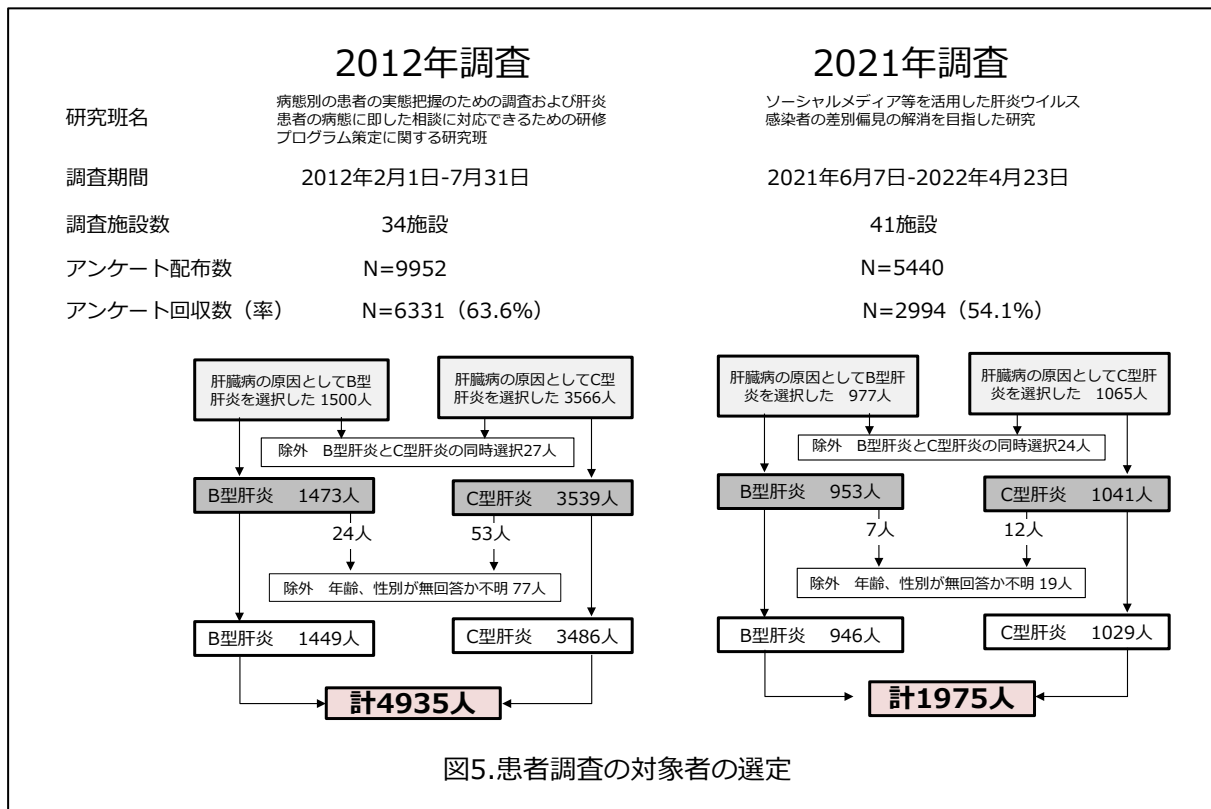 2012年調査
2021年調査
研究班名
病態別の患者の実態把握のための調査および肝炎
患者の病態に即した相談に対応できるための研修
プログラム策定に関する研究班
ソーシャルメディア等を活用した肝炎ウイルス
感染者の差別偏見の解消を目指した研究
調査期間
2012年2月1日-7月31日
2021年6月7日-2022年4月23日
調査施設数
34施設
41施設
アンケート配布数
N=9952
N=5440
アンケート回収数（率）
N=6331（63.6%）
N=2994（54.1%）
肝臓病の原因としてB型
肝炎を選択した 1500人
肝臓病の原因としてC型
肝炎を選択した 3566人
除外　B型肝炎とC型肝炎の同時選択27人
B型肝炎　1473人
C型肝炎　3539人
24人
53人
除外　年齢、性別が無回答か不明 77人
B型肝炎　1449人
C型肝炎　3486人
計4935人
肝臓病の原因としてB型肝
炎を選択した　977人
肝臓病の原因としてC型肝
炎を選択した　1065人
除外　B型肝炎とC型肝炎の同時選択24人
B型肝炎　953人
C型肝炎　1041人
7人
12人
除外　年齢、性別が無回答か不明 19人
B型肝炎　946人
C型肝炎　1029人
計1975人
図5.患者調査の対象者の選定